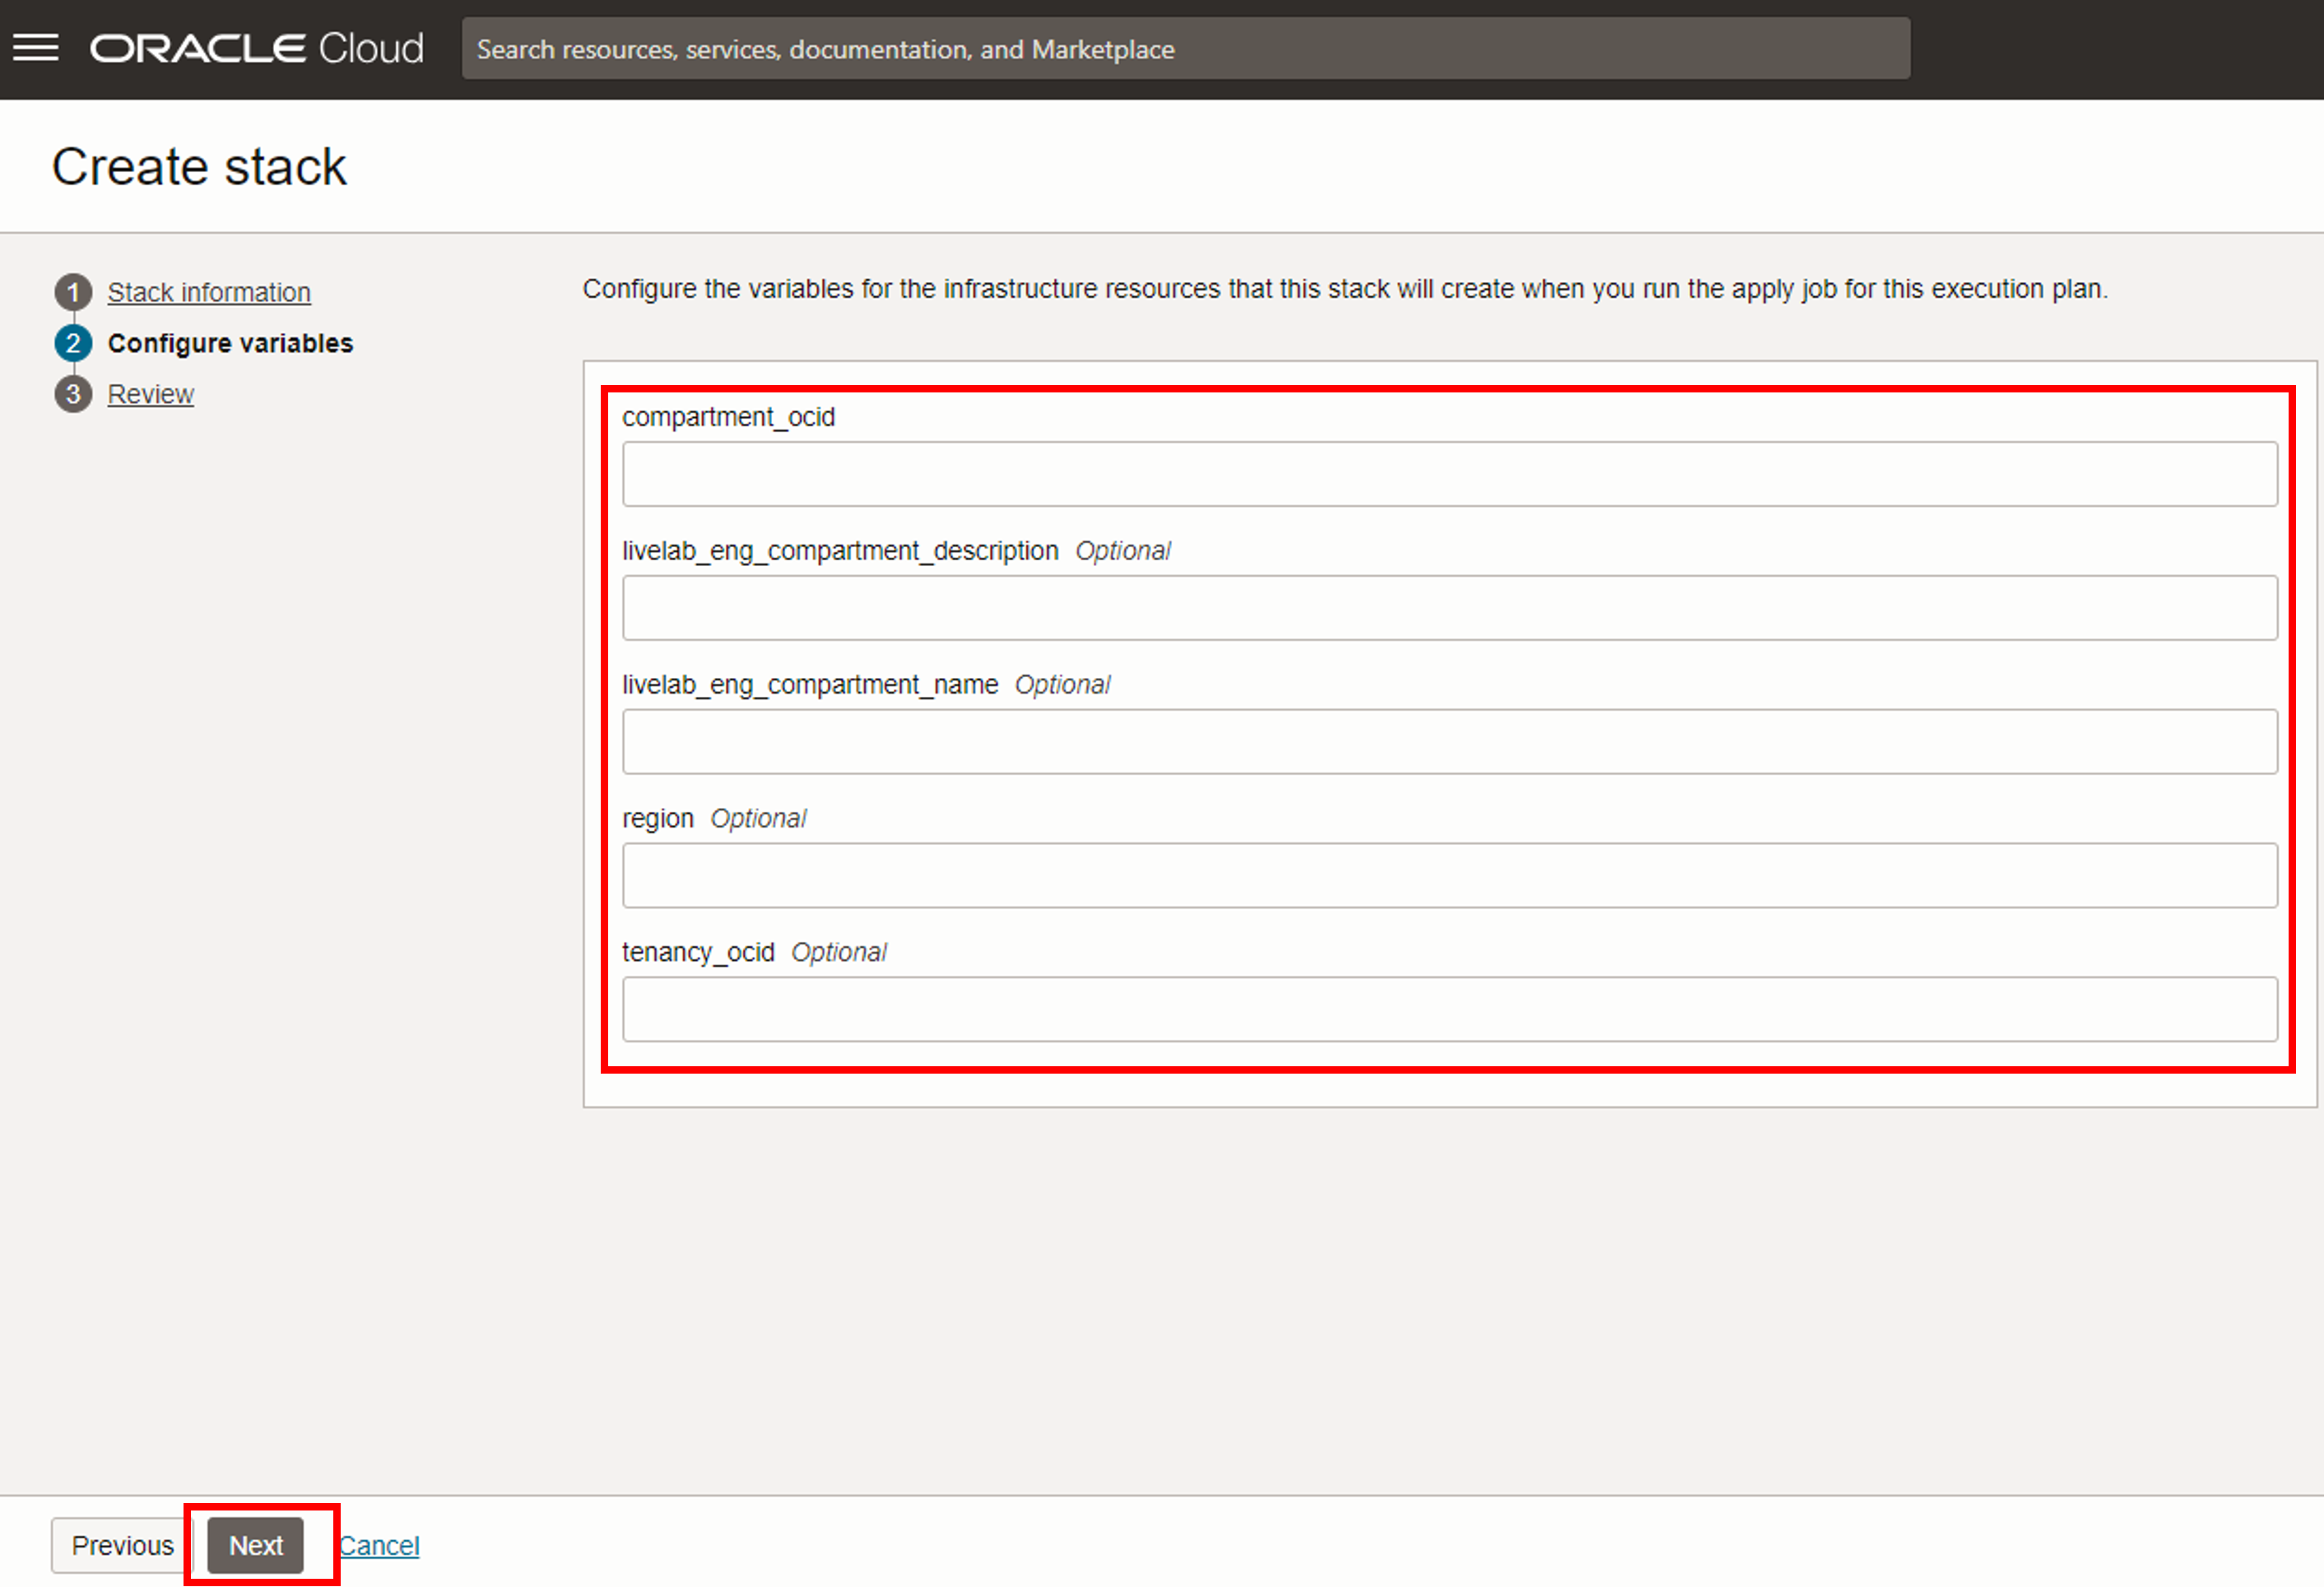 ORACLE Cloud
Search resources, services, documentation, and Marketplace
Create stack
1 Stack information
2 Configure variables
3 Review
Configure the variables for the infrastructure resources that this stack will create when you run the apply job for this execution plan.
compartment_ocid
livelab_eng_compartment_description Optional
livelab_eng_compartment_name Optional
region Optional
tenancy_ocid Optional
Previous Next Cancel